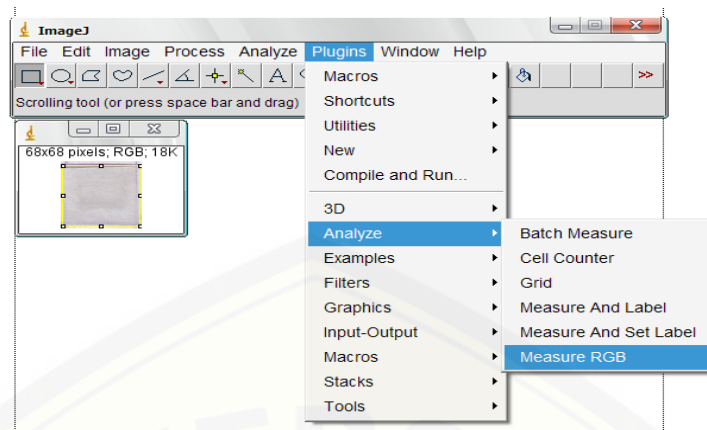 ImageJ
File Edit Image Process Analyze Plugins Window Help
A
>>
Scrolling tool (or press space bar and drag)
68x68 pixels; RGB; 18K
Macros
Shortcuts
Utilities
New
Compile and Run...
3D
Analyze
Examples
Filters
Graphics
Input-Output
Macros
Stacks
Tools
Batch Measure
Cell Counter
Grid
Measure And Label
Measure And Set Label
Measure RGB